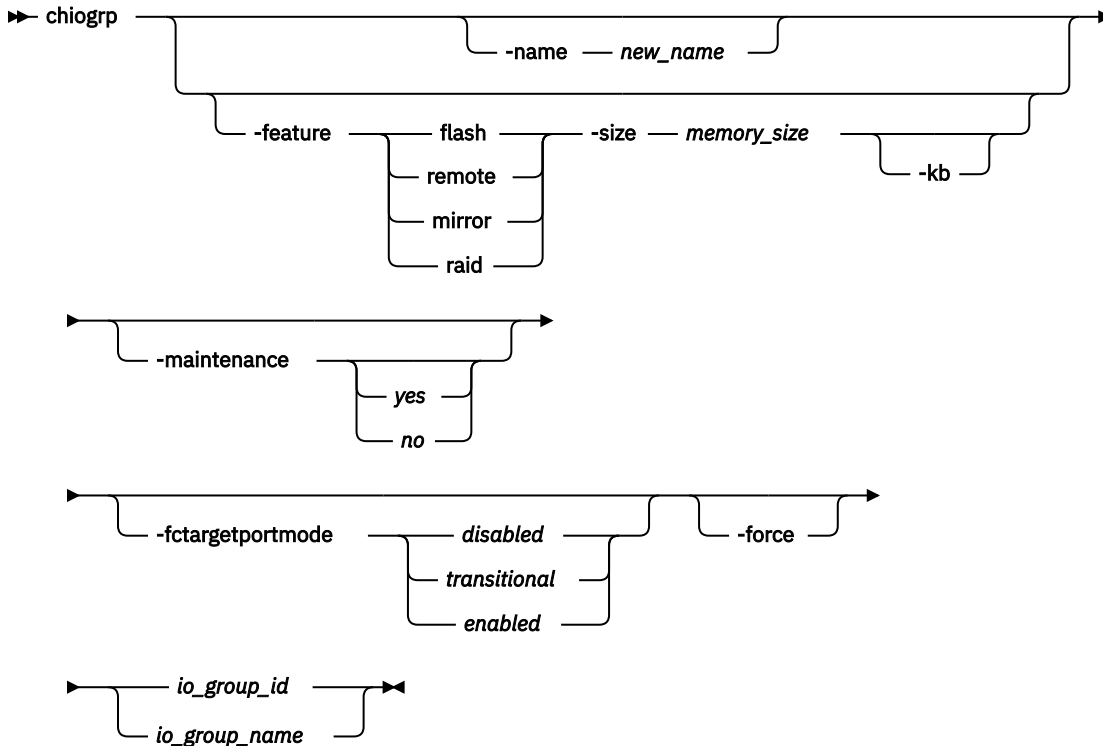 chiogrp
-name new_name
-feature flash -size memory_size
remote -kb
mirror
raid
-maintenance
yes
no
-fctargetportmode disabled -force
transitional
enabled
io_group_id
io_group_name